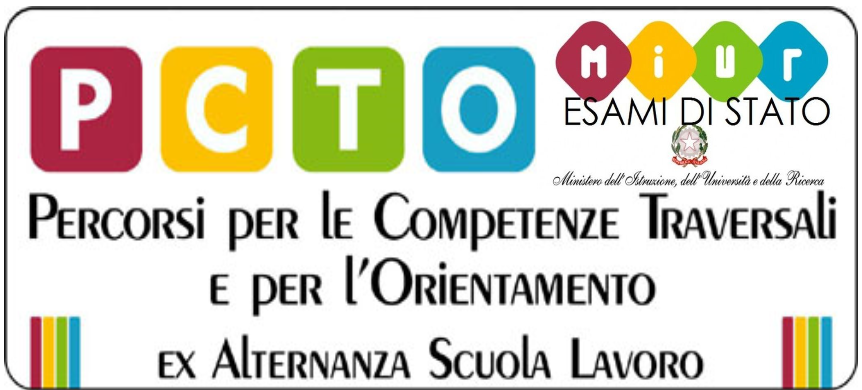 PCTO
MiUr
ESAMI DI STATO
Ministero dell'Istruzione, dell'Università e della Ricerca
PERCORSI PER lE COMPETENZE TRAVERSAli
E PER l'ORIENTAMENTO
EX AlTERNANZA SCUOlA LAVORO